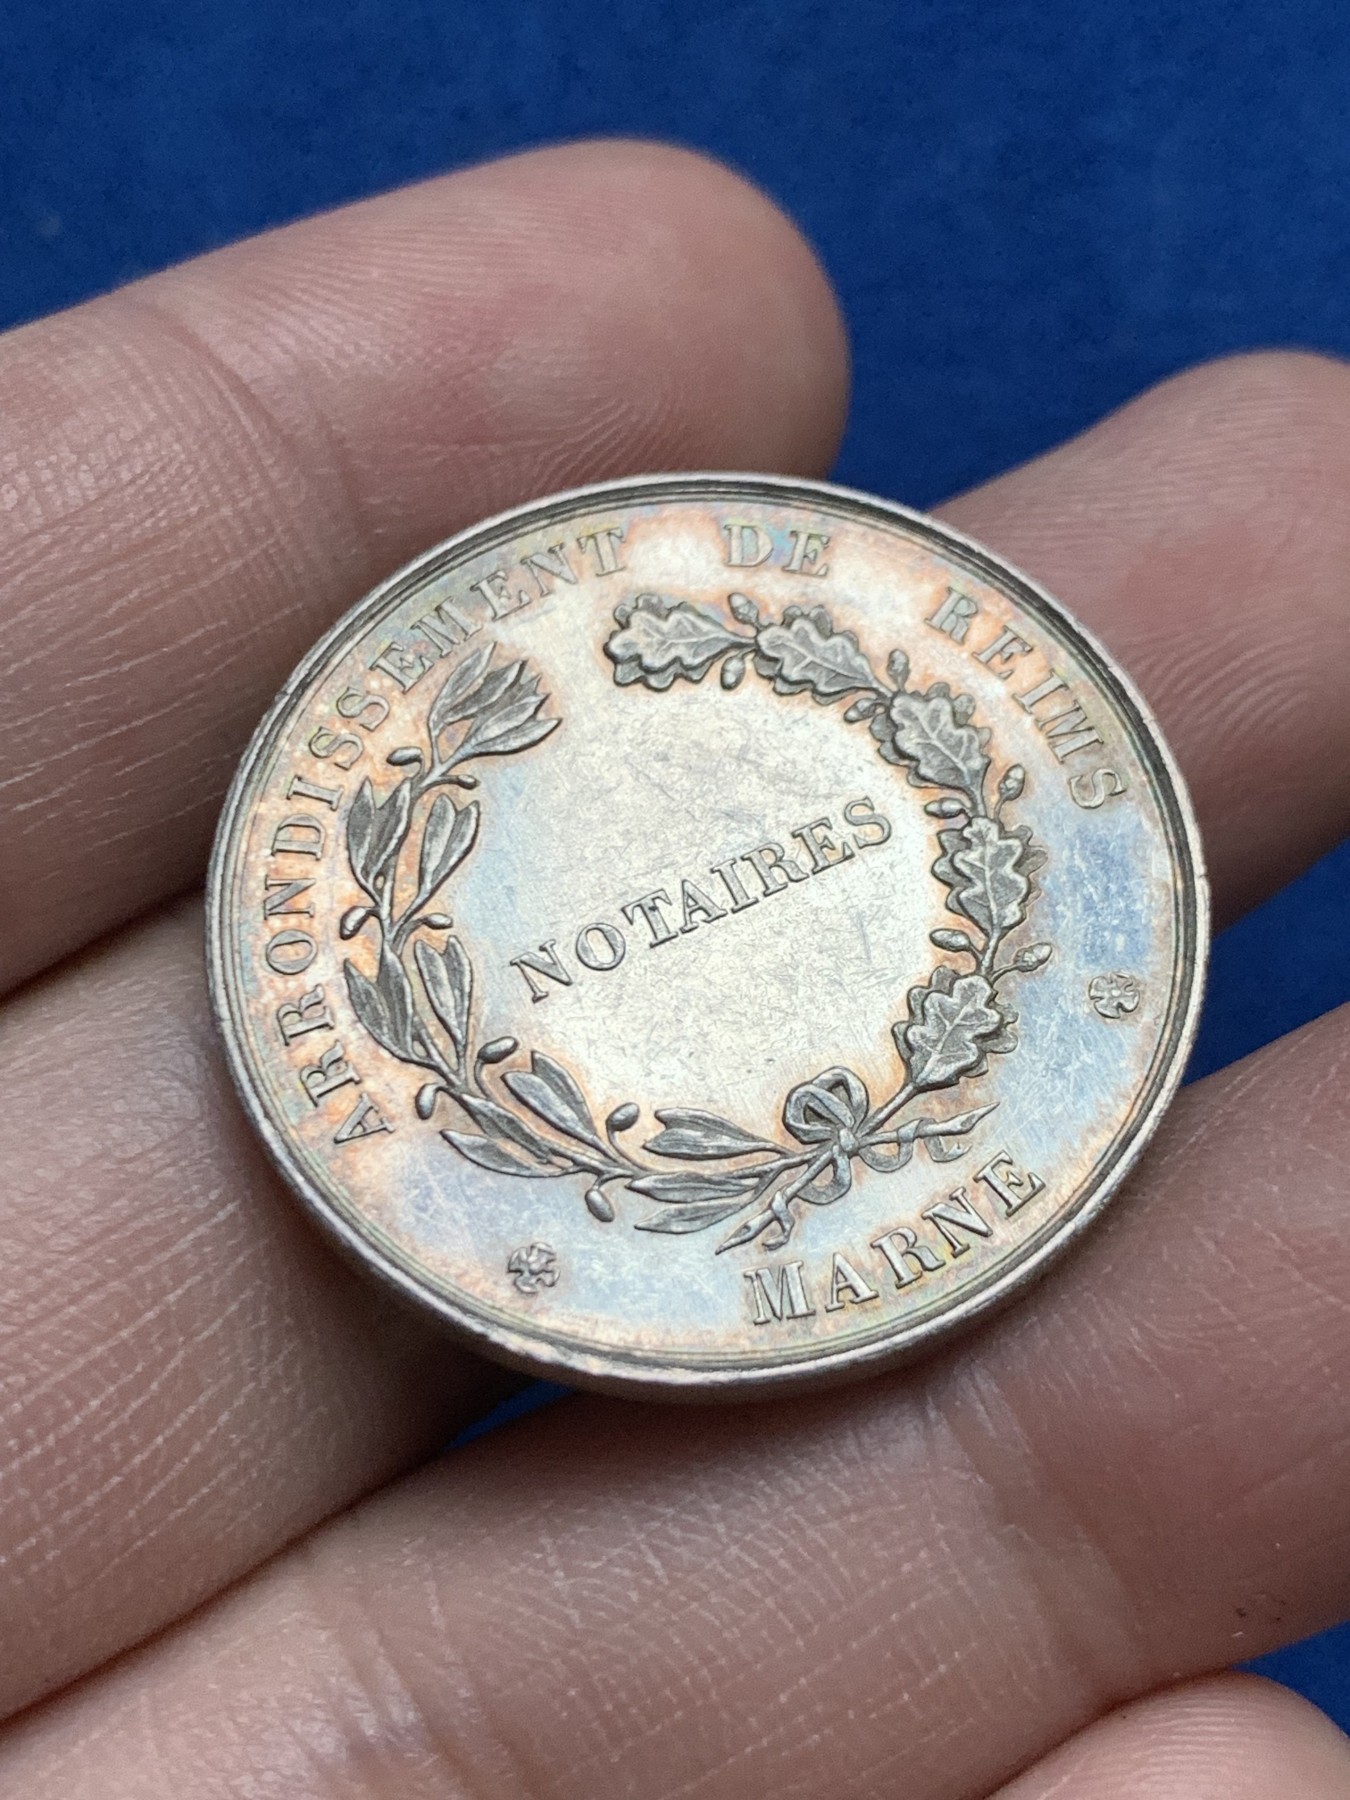 ARRONDISSEMENT DE REIMS
NOTAIRES
MARNE